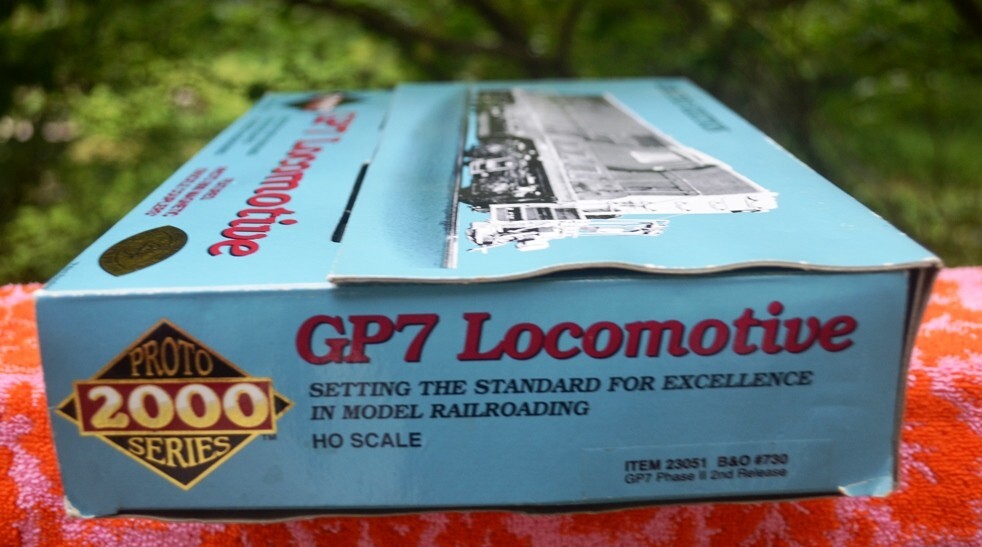 GP7 Locomotive
PROTO
2000
SERIES
TM
GP7 Locomotive
SETTING THE STANDARD FOR EXCELLENCE
IN MODEL RAILROADING
HO SCALE
ITEM 23051 B&O #730
GP7 Phase II 2nd Release